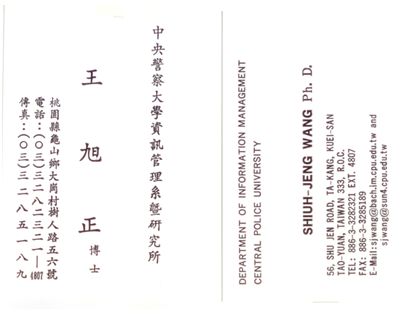 中央警察大學資訊管理系暨研究所
王旭正 博士
桃園縣龜山鄉大崗村樹人路五六號
電話：(〇三)三二八二三二一—4807
傳真：(〇三)三二八五一八九
DEPARTMENT OF INFORMATION MANAGEMENT
CENTRAL POLICE UNIVERSITY
SHIUH-JENG WANG Ph. D.
56, SHU JEN ROAD, TA-KANG, KUEI-SAN
TAO-YUAN, TAIWAN 333, R.O.C.
TEL: 886-3-3282321 EXT. 4807
FAX: 886-3-3285189
E-Mail: sjwang@bach.im.cpu.edu.tw and
sjwang@sun4.cpu.edu.tw